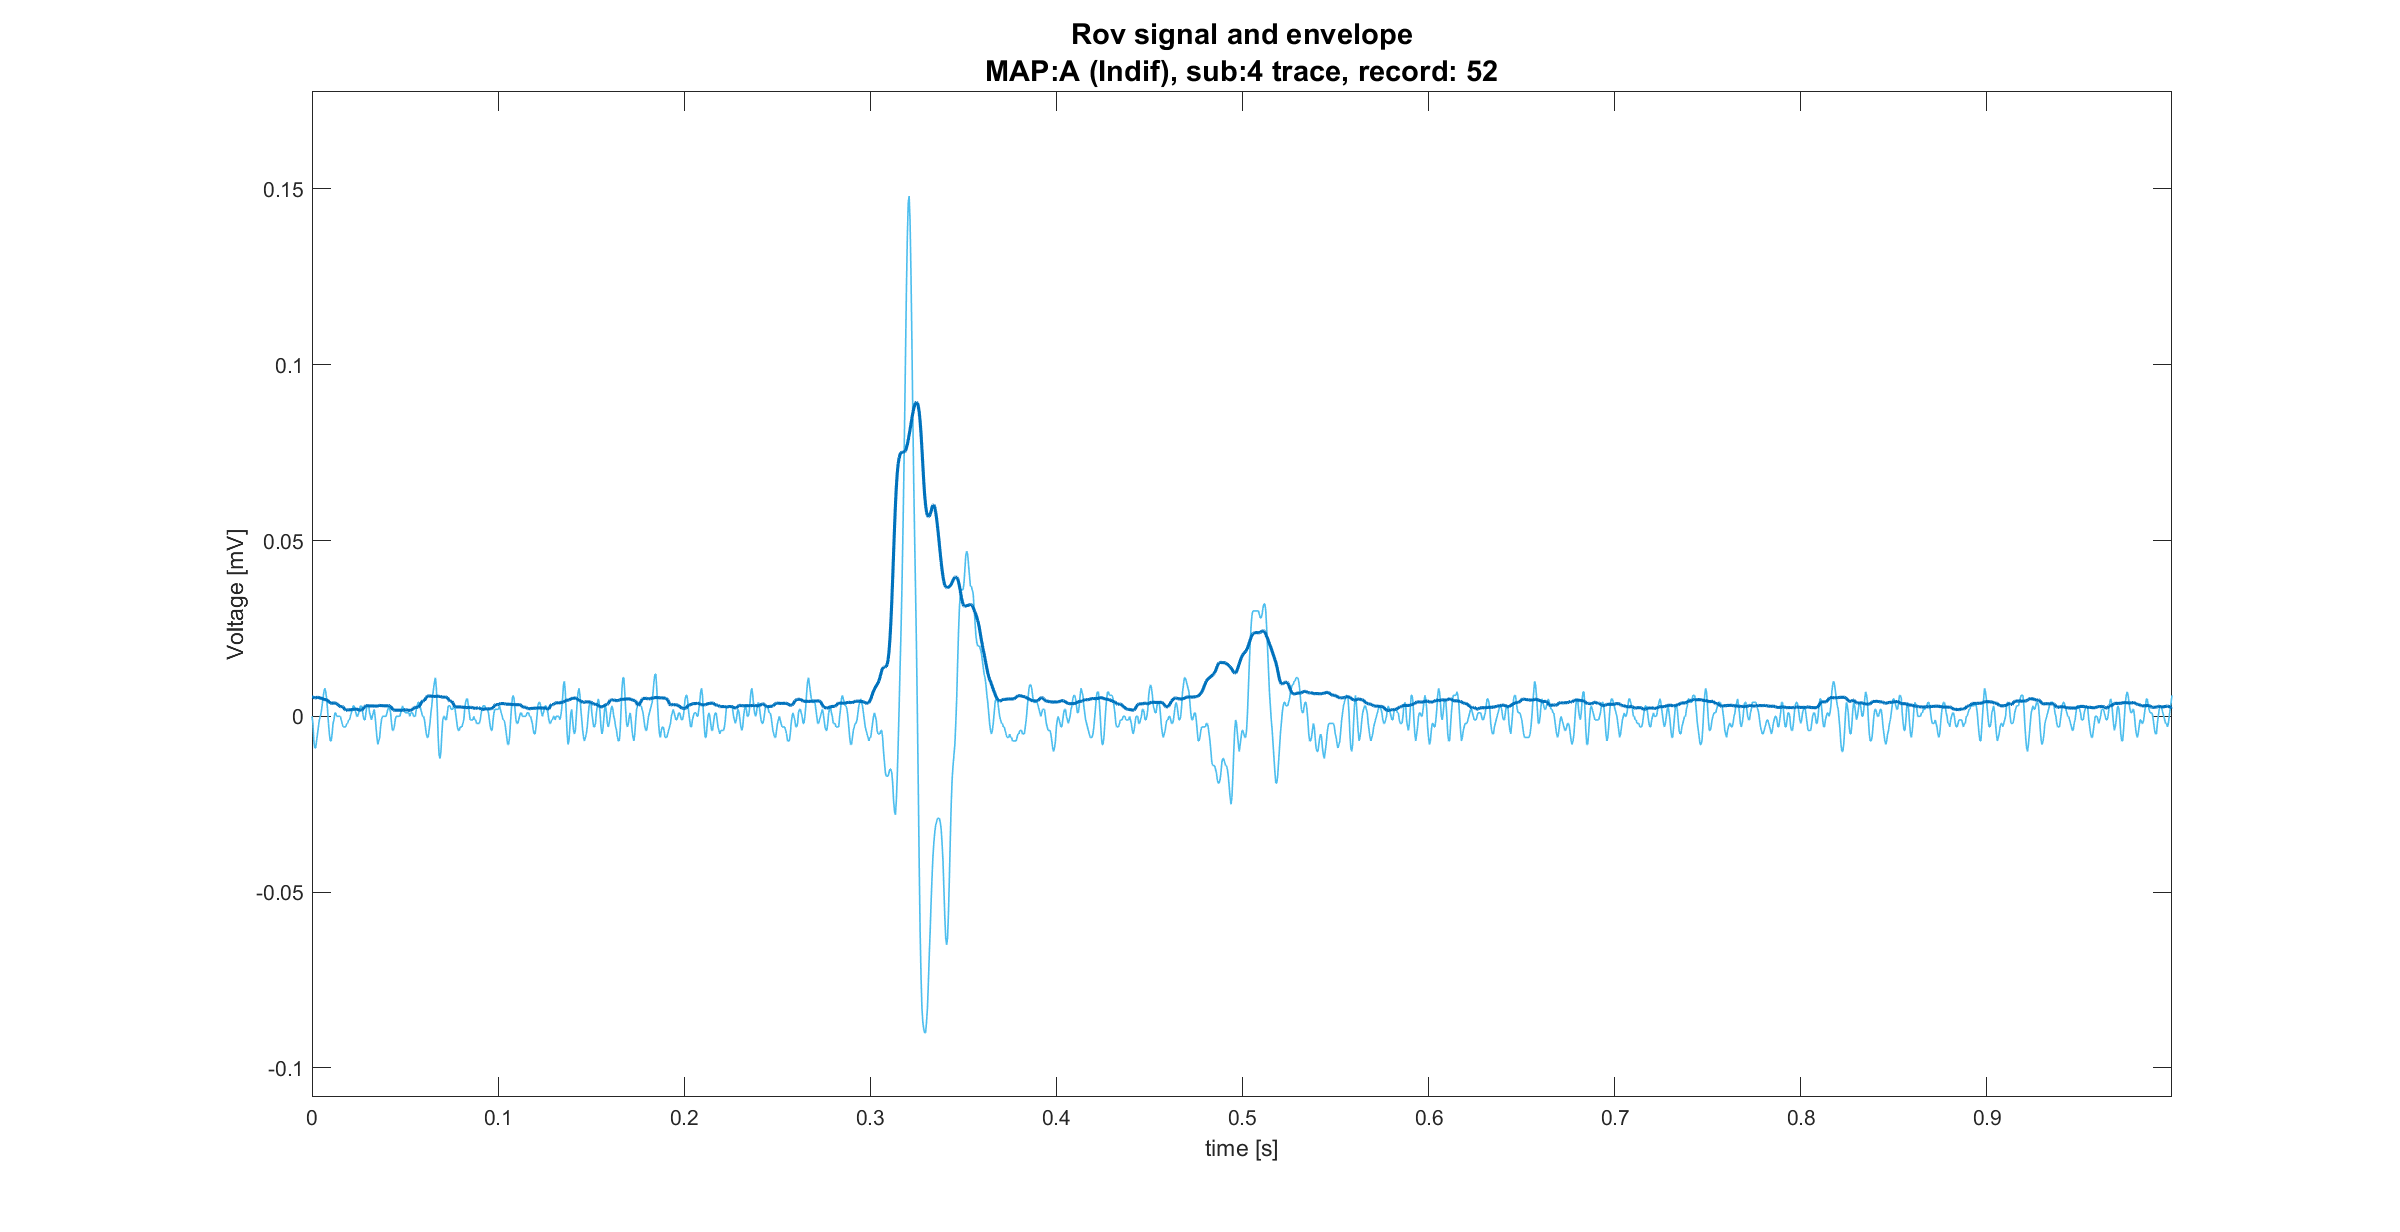 Rov signal and envelope
MAP:A (Indif), sub:4 trace, record: 52
0.15
0.1
0.05
0
-0.05
-0.1
Voltage [mV]
0 0.1 0.2 0.3 0.4 0.5 0.6 0.7 0.8 0.9
time [s]